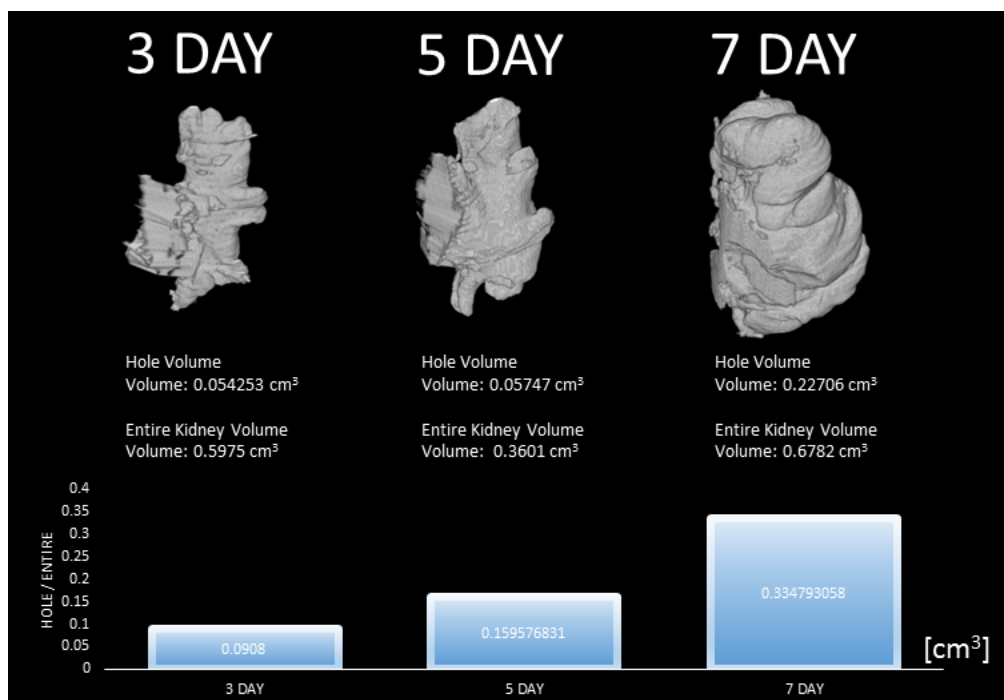 3 DAY
5 DAY
7 DAY
Hole Volume
Volume: 0.054253 cm³
Entire Kidney Volume
Volume: 0.5975 cm³
Hole Volume
Volume: 0.05747 cm³
Entire Kidney Volume
Volume:  0.3601 cm³
Hole Volume
Volume: 0.22706 cm³
Entire Kidney Volume
Volume: 0.6782 cm³
HOLE / ENTIRE
0.4
0.35
0.3
0.25
0.2
0.15
0.1
0.05
0
0.0908
0.159576831
0.334793058
[cm³]
3 DAY
5 DAY
7 DAY